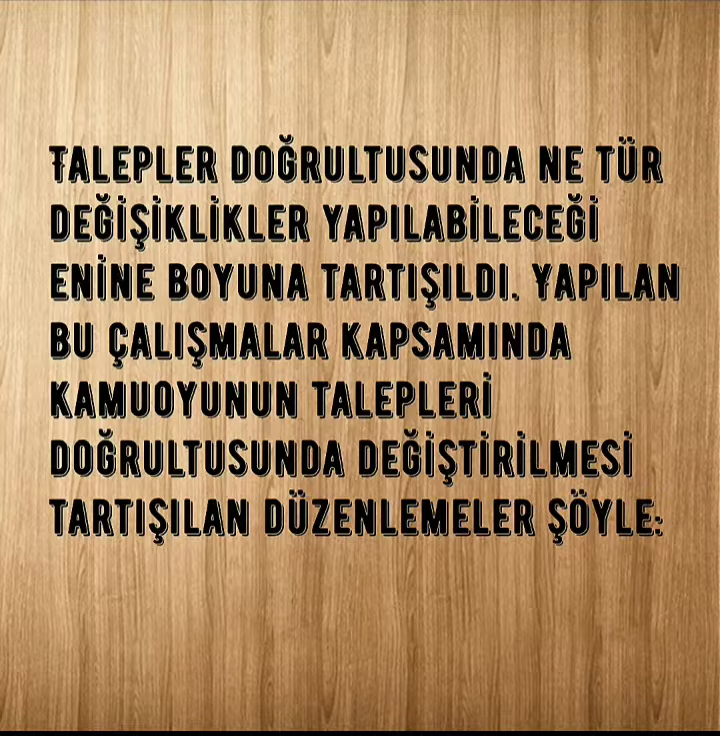 TALEPLER DOĞRULTUSUNDA NE TÜR
DEĞİŞİKLİKLER YAPILABİLECEĞİ
ENİNE BOYUNA TARTIŞILDI. YAPILAN
BU ÇALIŞMALAR KAPSAMINDA
KAMUOYUNUN TALEPLERİ
DOĞRULTUSUNDA DEĞİŞTİRİLMESİ
TARTIŞILAN DÜZENLEMELER ŞÖYLE: